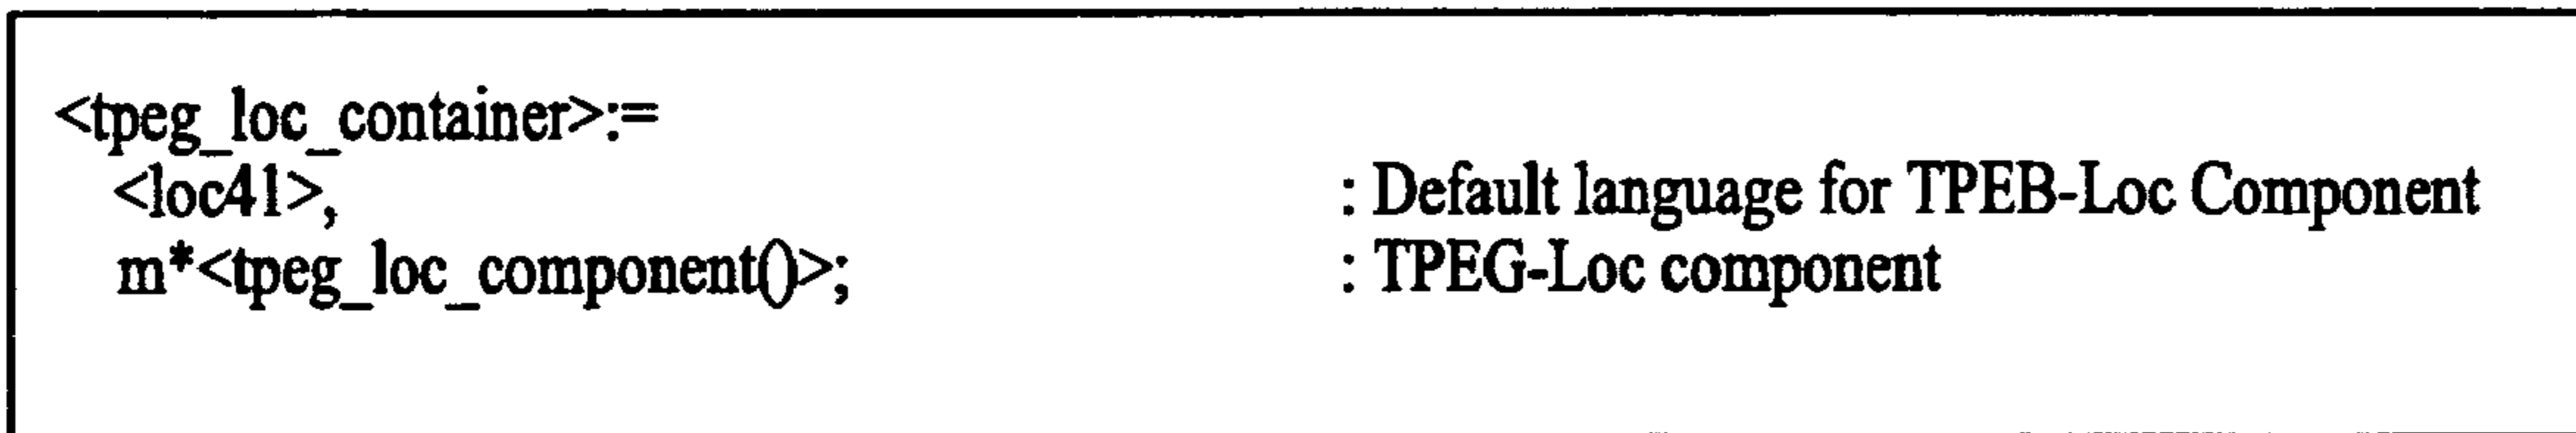 <tpeg_loc_container>:=
<loc41>, : Default language for TPEB-Loc Component
m*<tpeg_loc_component()>; : TPEG-Loc component